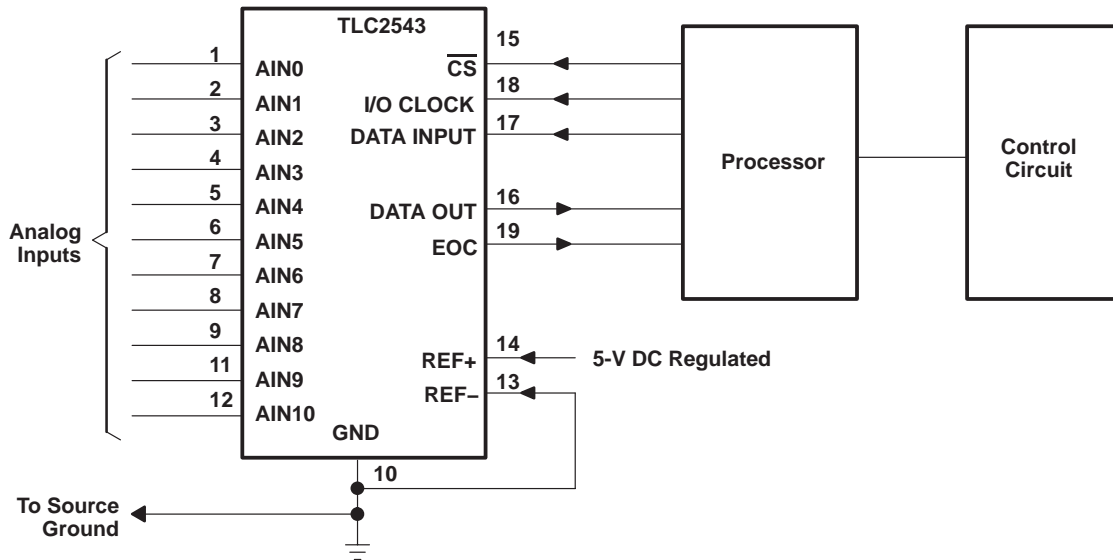 TLC2543
Analog
Inputs
1 AIN0
2 AIN1
3 AIN2
4 AIN3
5 AIN4
6 AIN5
7 AIN6
8 AIN7
9 AIN8
11 AIN9
12 AIN10
CS 15
I/O CLOCK 18
DATA INPUT 17
DATA OUT 16
EOC 19
REF+ 14 5-V DC Regulated
REF– 13
GND
10
To Source
Ground
Processor
Control
Circuit